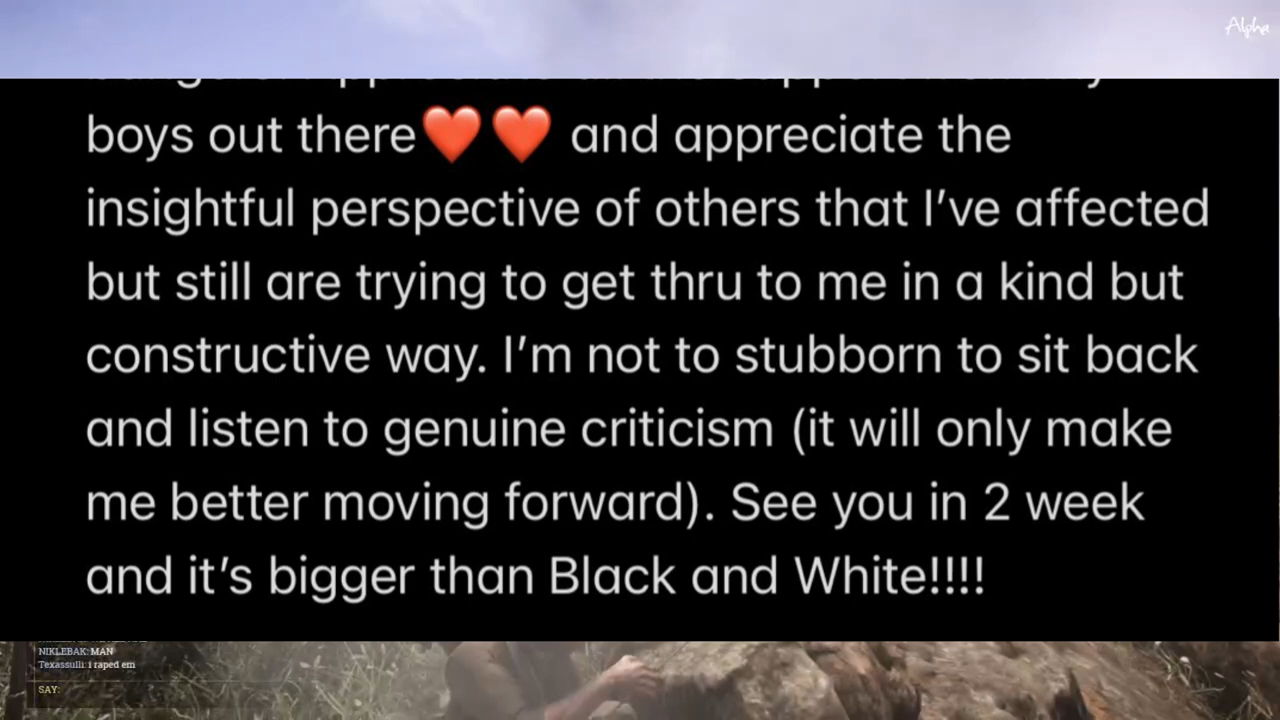 Alpha
boys out there❤️❤️ and appreciate the
insightful perspective of others that I’ve affected
but still are trying to get thru to me in a kind but
constructive way. I’m not to stubborn to sit back
and listen to genuine criticism (it will only make
me better moving forward). See you in 2 week
and it’s bigger than Black and White!!!!
NIKLEBAK: MAN
Texassulli: i raped em
SAY: